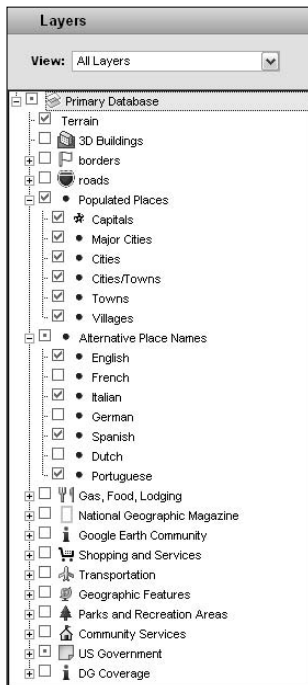 Layers
View: All Layers
Primary Database
Terrain
3D Buildings
borders
roads
Populated Places
Capitals
Major Cities
Cities
Cities/Towns
Towns
Villages
Alternative Place Names
English
French
Italian
German
Spanish
Dutch
Portuguese
Gas, Food, Lodging
National Geographic Magazine
Google Earth Community
Shopping and Services
Transportation
Geographic Features
Parks and Recreation Areas
Community Services
US Government
DG Coverage